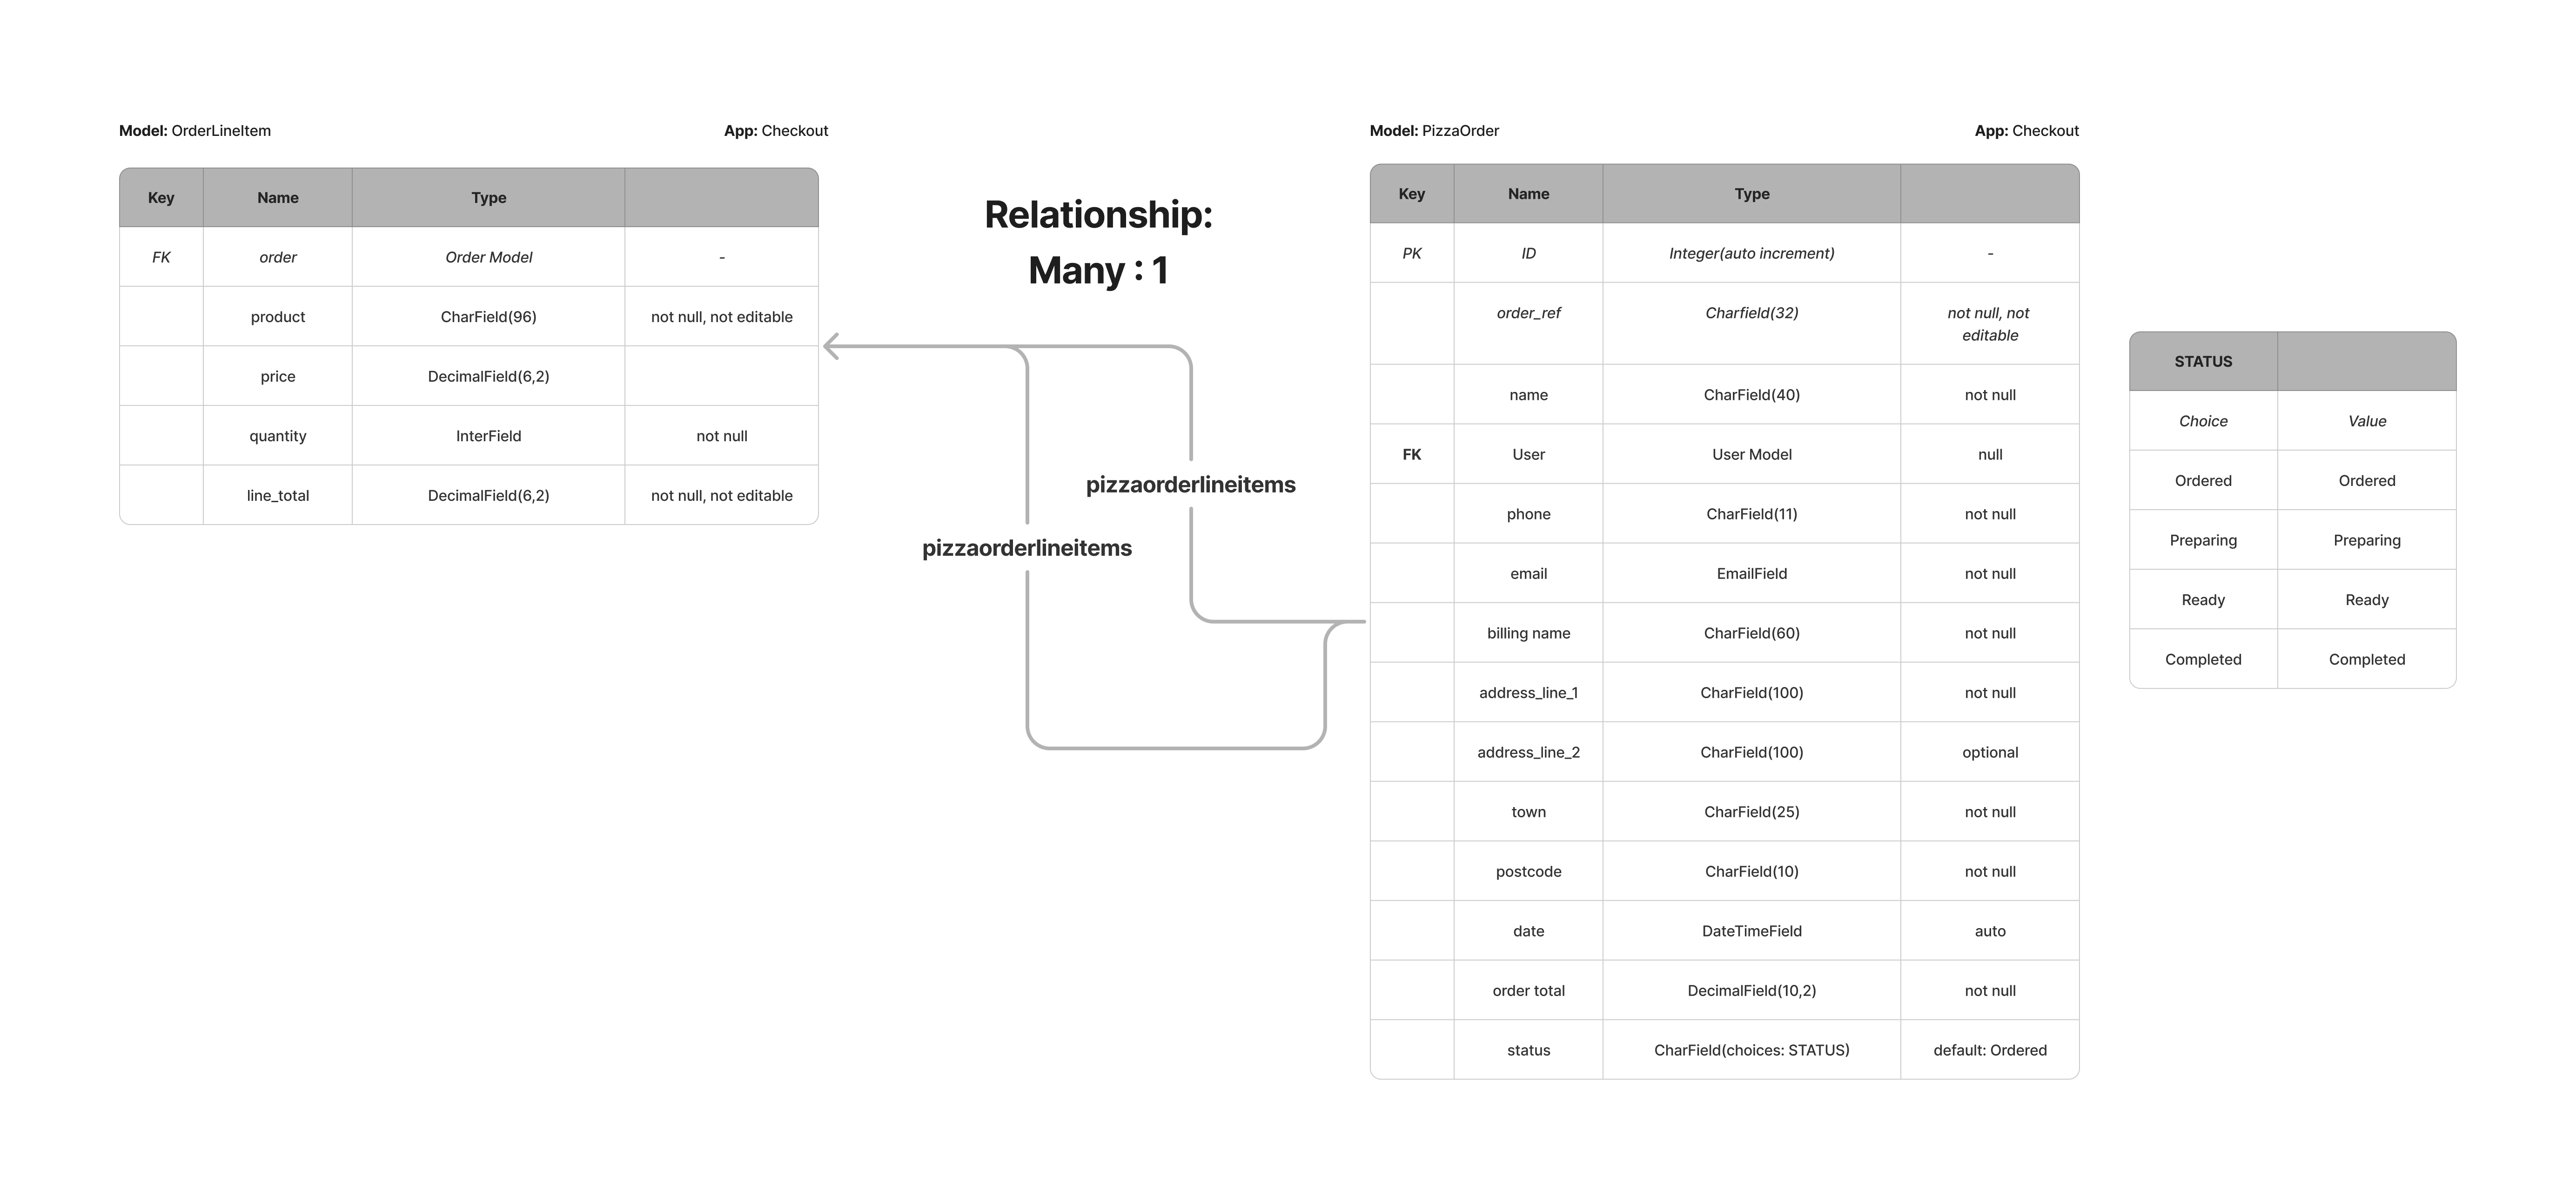 Model: OrderLineItem
App: Checkout
Key Name Type
FK order Order Model -
product CharField(96) not null, not editable
price DecimalField(6,2)
quantity InterField not null
line_total DecimalField(6,2) not null, not editable
Relationship:
Many : 1
pizzaorderlineitems
pizzaorderlineitems
Model: PizzaOrder
App: Checkout
Key Name Type
PK ID Integer(auto increment) -
order_ref Charfield(32) not null, not
editable
name CharField(40) not null
FK User User Model null
phone CharField(11) not null
email EmailField not null
billing name CharField(60) not null
address_line_1 CharField(100) not null
address_line_2 CharField(100) optional
town CharField(25) not null
postcode CharField(10) not null
date DateTimeField auto
order total DecimalField(10,2) not null
status CharField(choices: STATUS) default: Ordered
STATUS
Choice Value
Ordered Ordered
Preparing Preparing
Ready Ready
Completed Completed